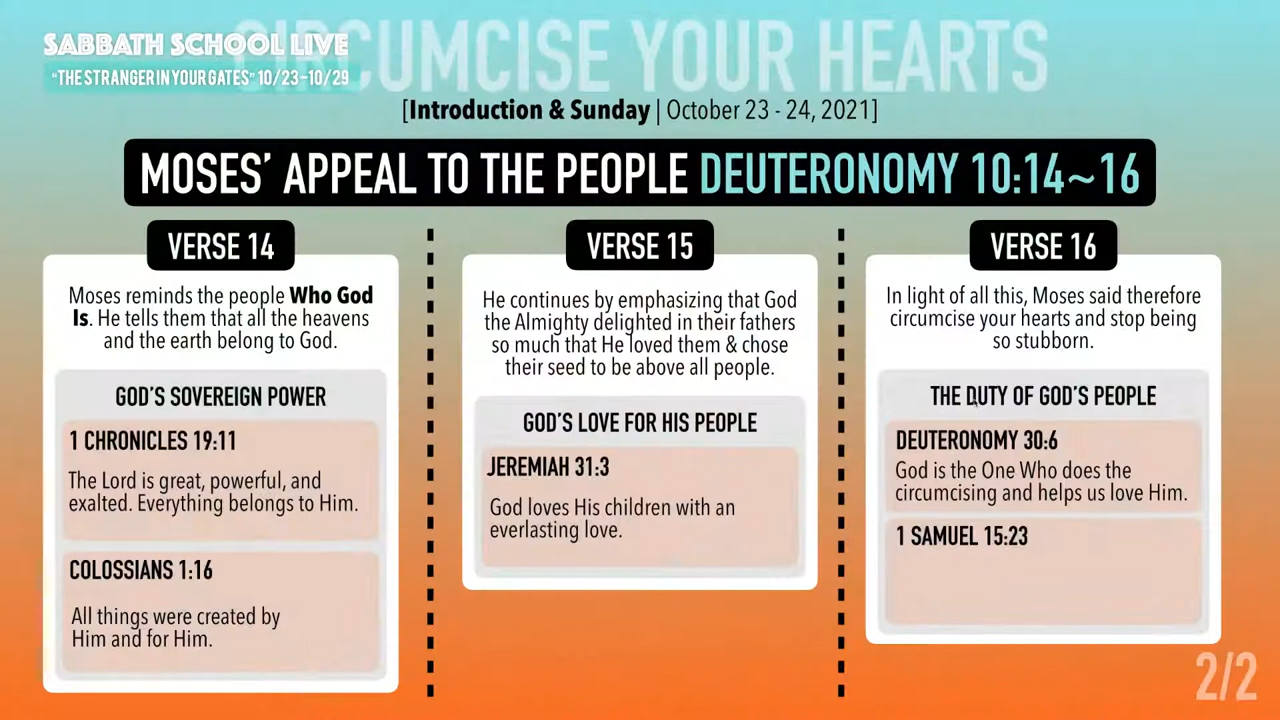 CIRCUMCISE YOUR HEARTS
SABBATH SCHOOL LIVE
"THE STRANGER IN YOUR GATES" 10/23-10/29
[Introduction & Sunday | October 23 - 24, 2021]
MOSES' APPEAL TO THE PEOPLE DEUTERONOMY 10:14~16
VERSE 14
Moses reminds the people Who God
Is. He tells them that all the heavens
and the earth belong to God.
GOD'S SOVEREIGN POWER
1 CHRONICLES 19:11
The Lord is great, powerful, and
exalted. Everything belongs to Him.
COLOSSIANS 1:16
All things were created by
Him and for Him.
VERSE 15
He continues by emphasizing that God
the Almighty delighted in their fathers
so much that He loved them & chose
their seed to be above all people.
GOD'S LOVE FOR HIS PEOPLE
JEREMIAH 31:3
God loves His children with an
everlasting love.
VERSE 16
In light of all this, Moses said therefore
circumcise your hearts and stop being
so stubborn.
THE DUTY OF GOD'S PEOPLE
DEUTERONOMY 30:6
God is the One Who does the
circumcising and helps us love Him.
1 SAMUEL 15:23
2/2